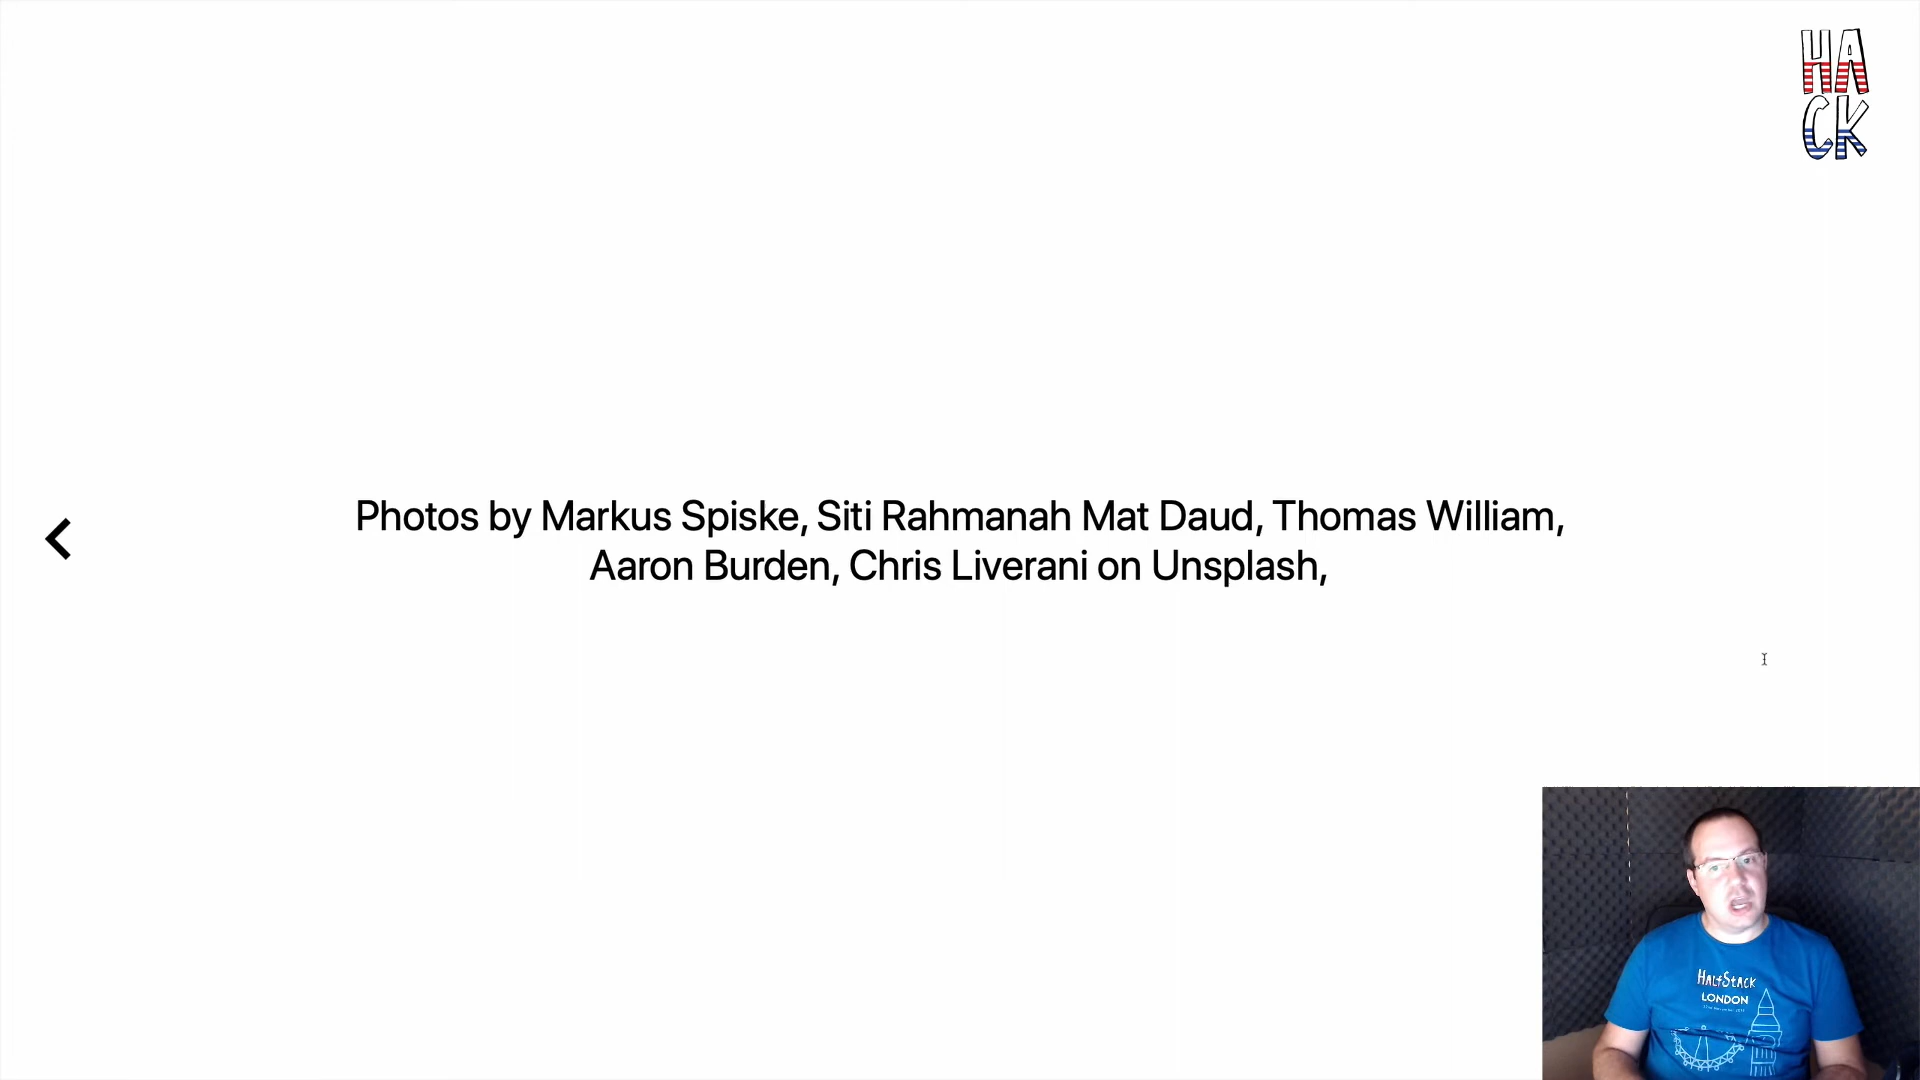 HA
CK
Photos by Markus Spiske, Siti Rahmanah Mat Daud, Thomas William,
Aaron Burden, Chris Liverani on Unsplash,
HALFSTACK
LONDON